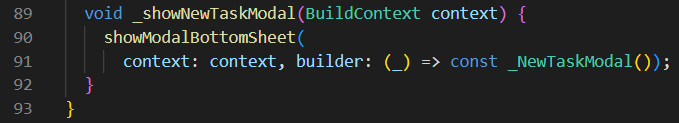 89 void _showNewTaskModal(BuildContext context) {
90 showModalBottomSheet(
91 context: context, builder: (_) => const _NewTaskModal());
92 }
93 }